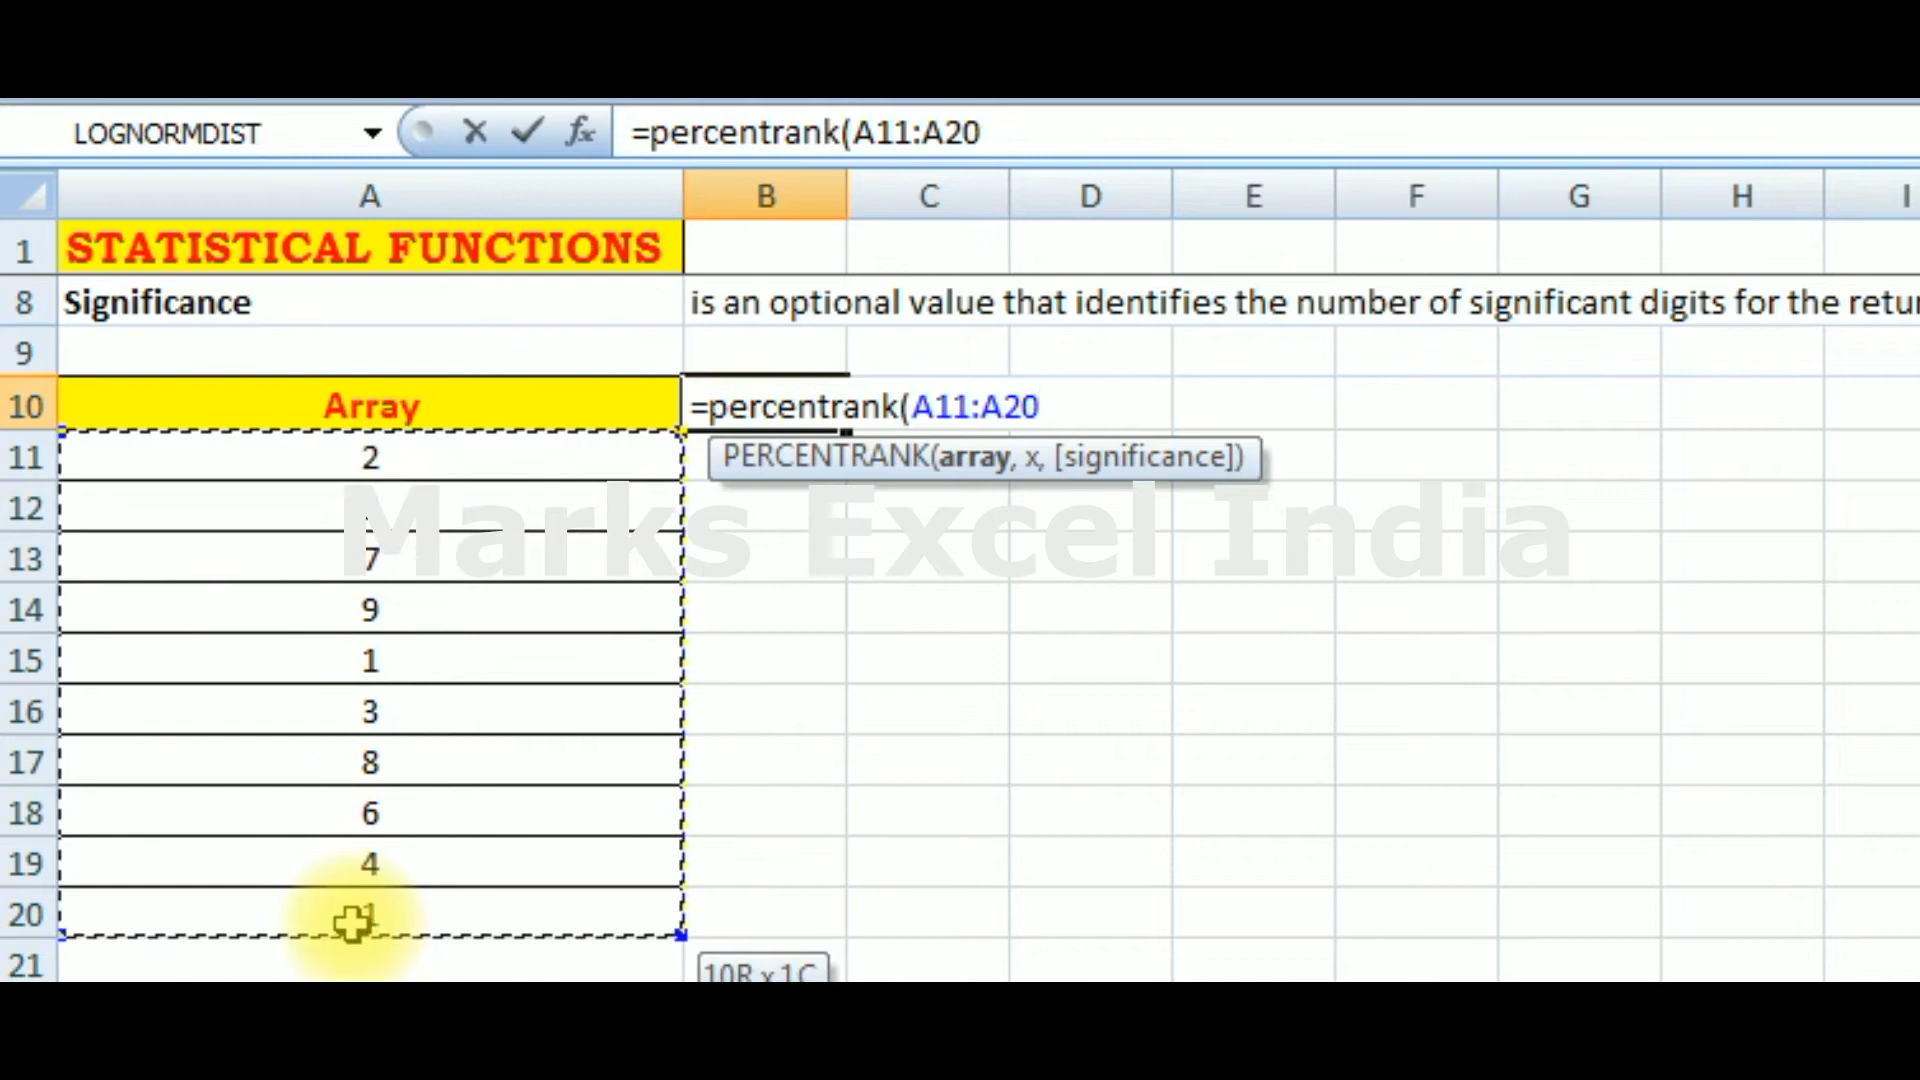 LOGNORMDIST =percentrank(A11:A20
A B C D E F G H I
1 STATISTICAL FUNCTIONS
8 Significance is an optional value that identifies the number of significant digits for the retur
9
10 Array =percentrank(A11:A20
11 2 PERCENTRANK(array, x, [significance])
12
Marks Excel India
13 7
14 9
15 1
16 3
17 8
18 6
19 4
20 1
21 10R x 1C